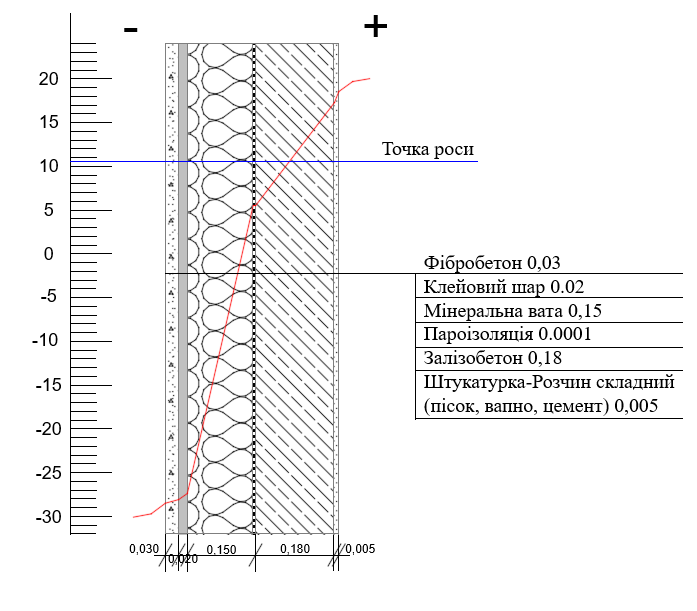 -
+
20
15
10
5
0
-5
-10
-15
-20
-25
-30
Точка роси
Фібробетон 0,03
Клейовий шар 0.02
Мінеральна вата 0,15
Пароізоляція 0.0001
Залізобетон 0,18
Штукатурка-Розчин складний
(пісок, вапно, цемент) 0,005
0,030 0,020 0,150 0,180 0,005